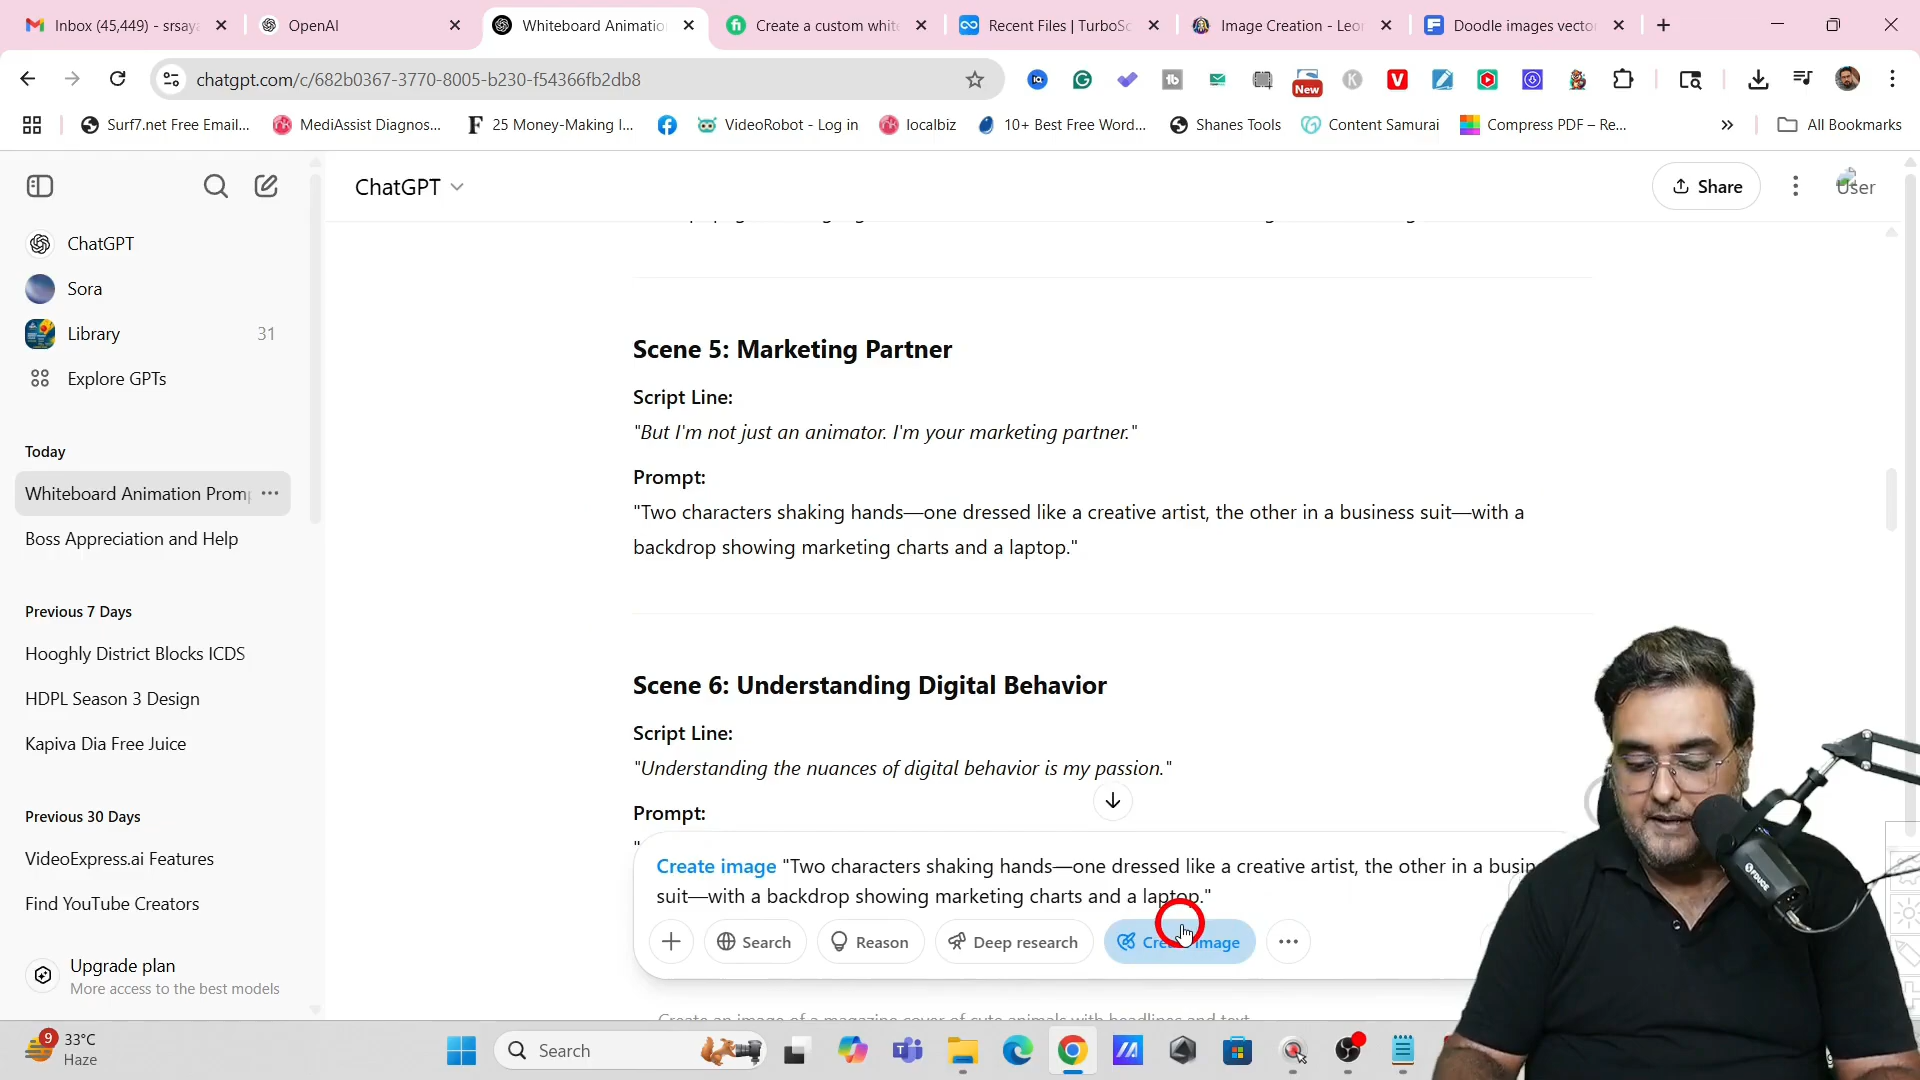 Inbox (45,449) - srsaya
OpenAI
Whiteboard Animatio
Create a custom whit
Recent Files | TurboSc
Image Creation - Leo
Doodle images vecto
chatgpt.com/c/682b0367-3770-8005-b230-f54366fb2db8
New
Surf7.net Free Email...
MediAssist Diagnos...
25 Money-Making I...
VideoRobot - Log in
localbiz
10+ Best Free Word...
Shanes Tools
Content Samurai
Compress PDF – Re...
All Bookmarks
ChatGPT
Share
User
ChatGPT
Sora
Library 31
Explore GPTs
Today
Whiteboard Animation Prom
Boss Appreciation and Help
Previous 7 Days
Hooghly District Blocks ICDS
HDPL Season 3 Design
Kapiva Dia Free Juice
Previous 30 Days
VideoExpress.ai Features
Find YouTube Creators
Upgrade plan
More access to the best models
Scene 5: Marketing Partner
Script Line:
"But I'm not just an animator. I'm your marketing partner."
Prompt:
"Two characters shaking hands—one dressed like a creative artist, the other in a business suit—with a
backdrop showing marketing charts and a laptop."
Scene 6: Understanding Digital Behavior
Script Line:
"Understanding the nuances of digital behavior is my passion."
Prompt:
Create image "Two characters shaking hands—one dressed like a creative artist, the other in a busin
suit—with a backdrop showing marketing charts and a laptop."
Search
Reason
Deep research
Create image
33°C
Haze
9
Search